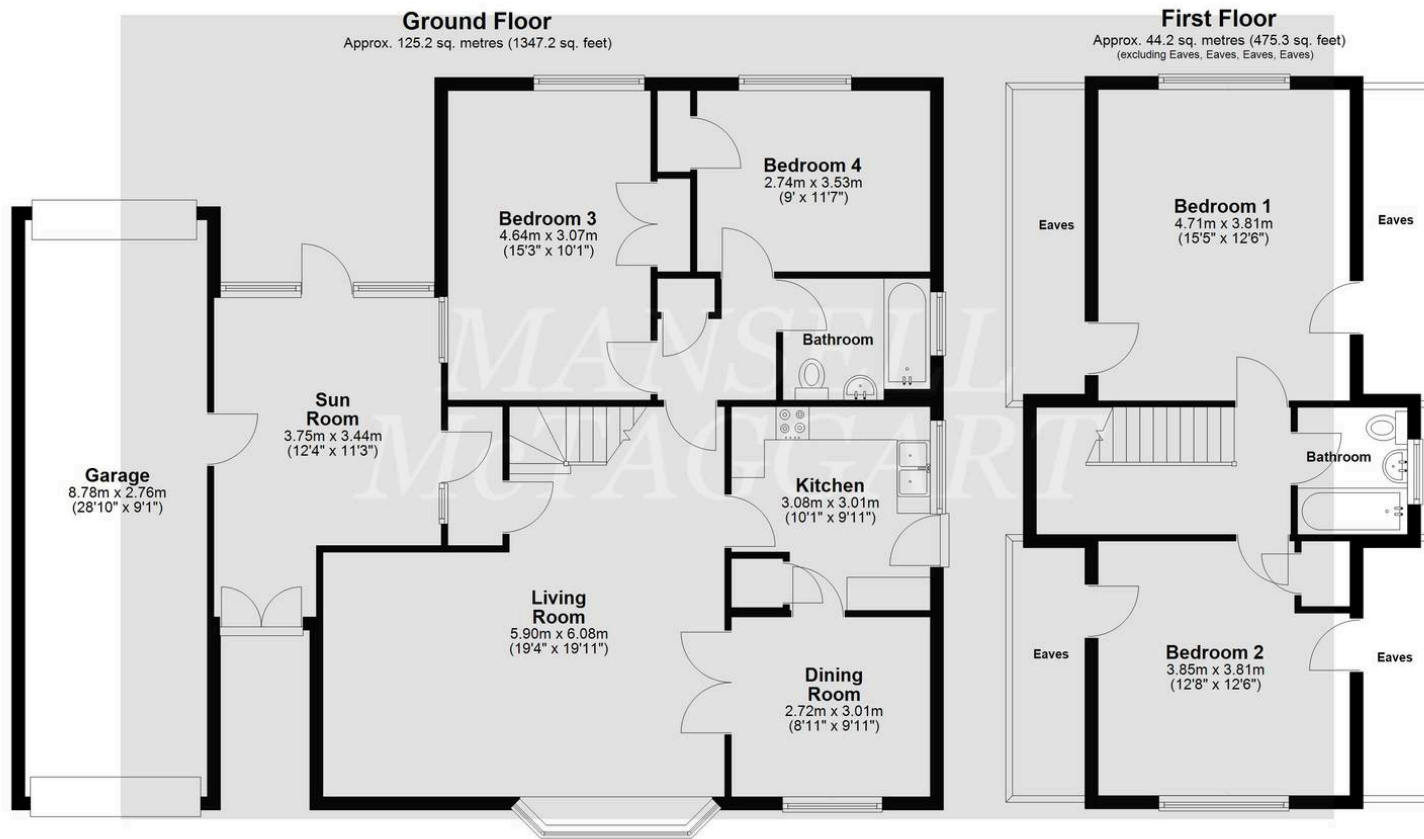 Ground Floor
Approx. 125.2 sq. metres (1347.2 sq. feet)
First Floor
Approx. 44.2 sq. metres (475.3 sq. feet)
(excluding Eaves, Eaves, Eaves, Eaves)
Bedroom 4
2.74m x 3.53m
(9' x 11'7")
Bedroom 3
4.64m x 3.07m
(15'3" x 10'1")
Bedroom 1
4.71m x 3.81m
(15'5" x 12'6")
Eaves
Eaves
MANSELL
McTAGGART
Bathroom
Sun
Room
3.75m x 3.44m
(12'4" x 11'3")
Garage
8.78m x 2.76m
(28'10" x 9'1")
Kitchen
3.08m x 3.01m
(10'1" x 9'11")
Bathroom
Living
Room
5.90m x 6.08m
(19'4" x 19'11")
Dining
Room
2.72m x 3.01m
(8'11" x 9'11")
Eaves
Bedroom 2
3.85m x 3.81m
(12'8" x 12'6")
Eaves